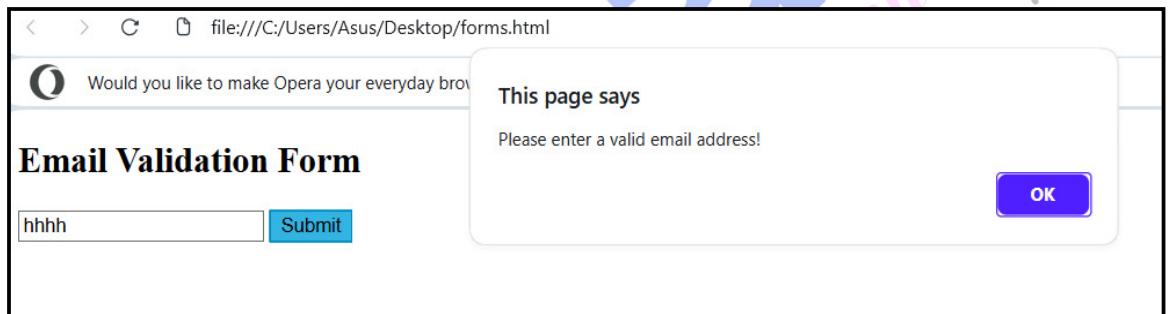 file:///C:/Users/Asus/Desktop/forms.html
Would you like to make Opera your everyday
This page says
Please enter a valid email address!
OK
Email Validation Form
hhhh
Submit